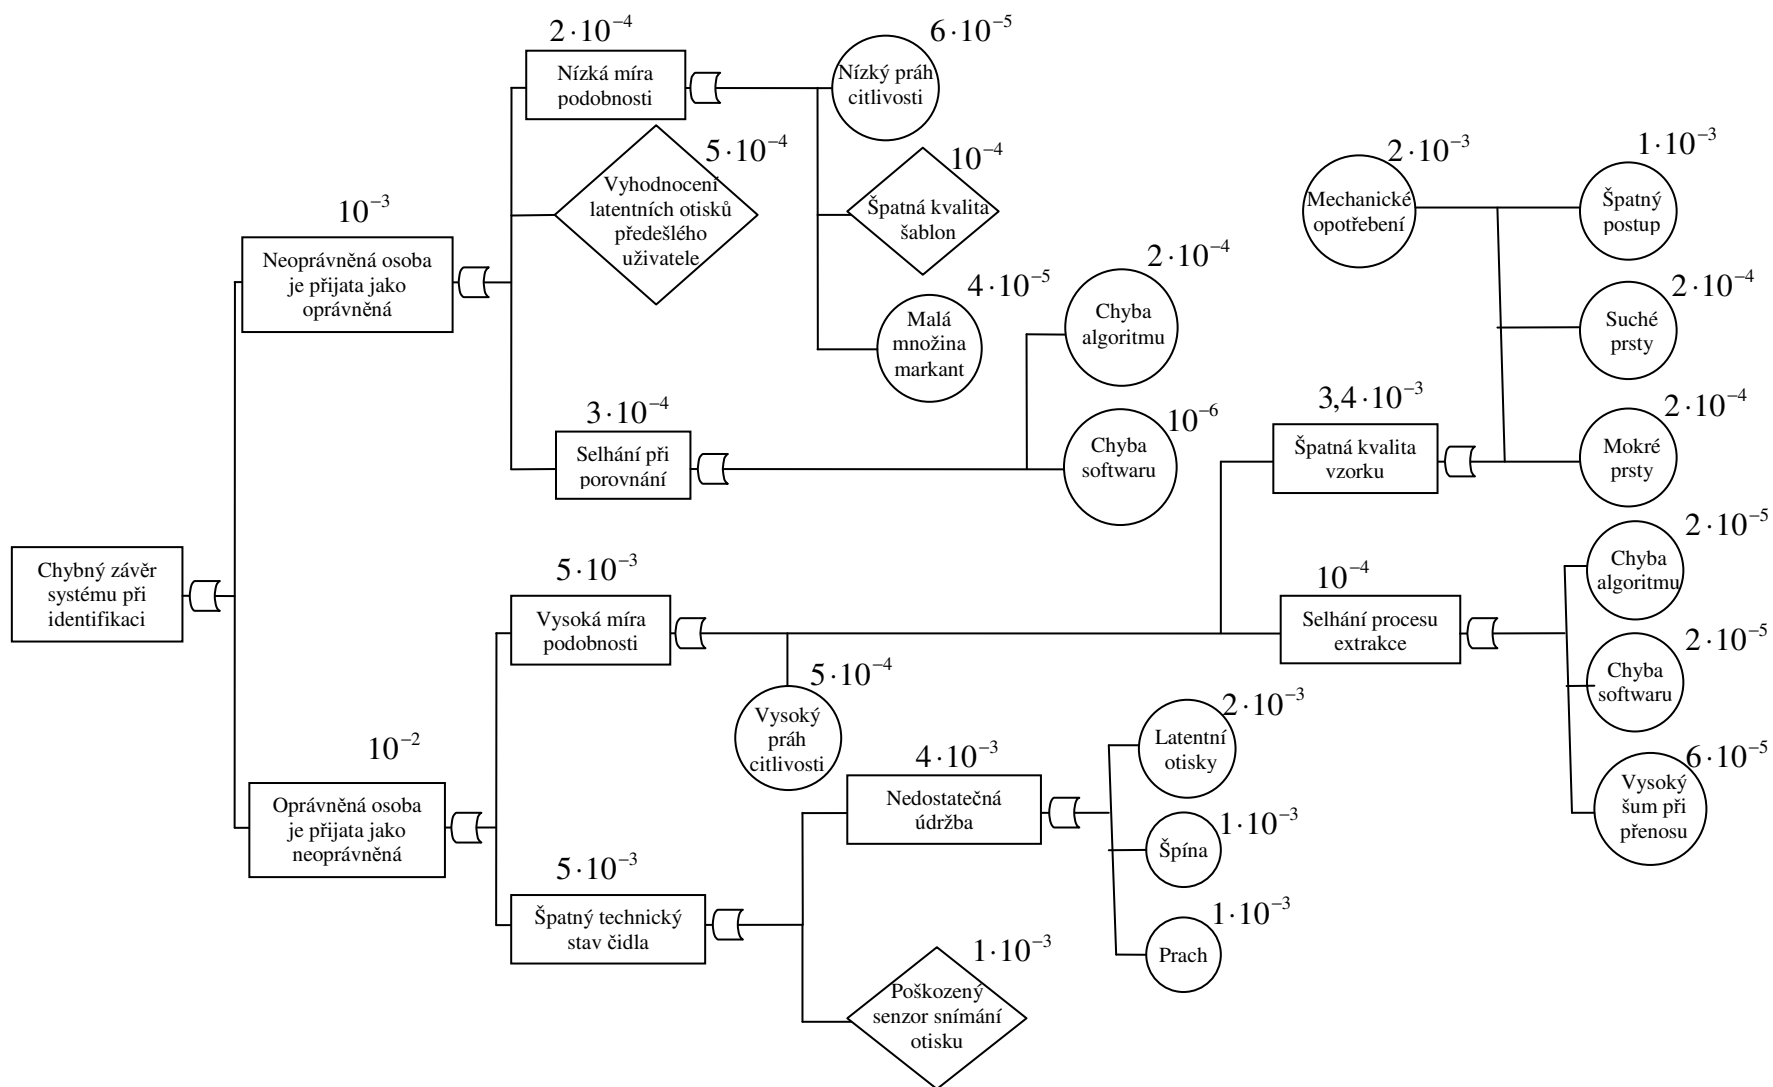 2·10⁻⁴
Nízká míra
podobnosti
6·10⁻⁵
Nízký práh
citlivosti
5·10⁻⁴
Vyhodnocení
latentních otisků
předešlého
uživatele
10⁻⁴
Špatná kvalita
šablon
2·10⁻³
Mechanické
opotřebení
1·10⁻³
Špatný
postup
10⁻³
Neoprávněná osoba
je přijata jako
oprávněná
4·10⁻⁵
Malá
množina
markant
2·10⁻⁴
Chyba
algoritmu
2·10⁻⁴
Suché
prsty
3·10⁻⁴
Selhání při
porovnání
10⁻⁶
Chyba
softwaru
3,4·10⁻³
Špatná kvalita
vzorku
2·10⁻⁴
Mokré
prsty
Chybný závěr
systému při
identifikaci
5·10⁻³
Vysoká míra
podobnosti
10⁻⁴
Selhání procesu
extrakce
2·10⁻⁵
Chyba
algoritmu
2·10⁻⁵
Chyba
softwaru
5·10⁻⁴
Vysoký
práh
citlivosti
6·10⁻⁵
Vysoký
šum při
přenosu
10⁻²
Oprávněná osoba
je přijata jako
neoprávněná
4·10⁻³
Nedostatečná
údržba
2·10⁻³
Latentní
otisky
1·10⁻³
Špína
5·10⁻³
Špatný technický
stav čidla
1·10⁻³
Prach
1·10⁻³
Poškozený
senzor snímání
otisku